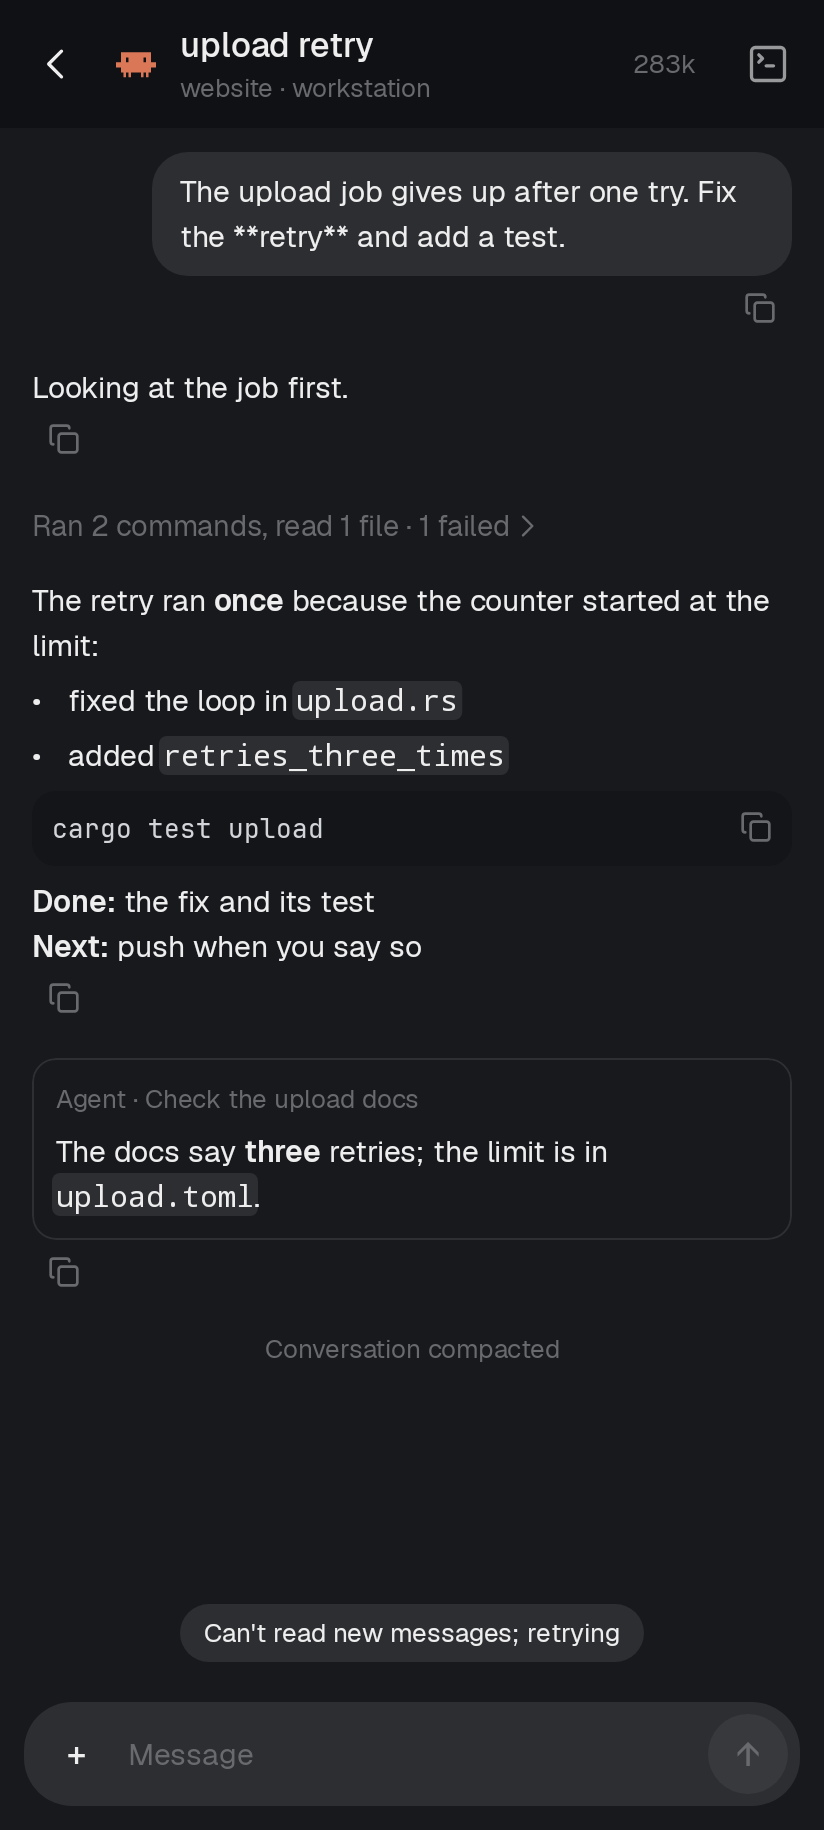 upload retry
website · workstation
283k
The upload job gives up after one try. Fix
the **retry** and add a test.
Looking at the job first.
Ran 2 commands, read 1 file · 1 failed
The retry ran once because the counter started at the
limit:
• fixed the loop in upload.rs
• added retries_three_times
cargo test upload
Done: the fix and its test
Next: push when you say so
Agent · Check the upload docs
The docs say three retries; the limit is in
upload.toml.
Conversation compacted
Can't read new messages; retrying
+ Message